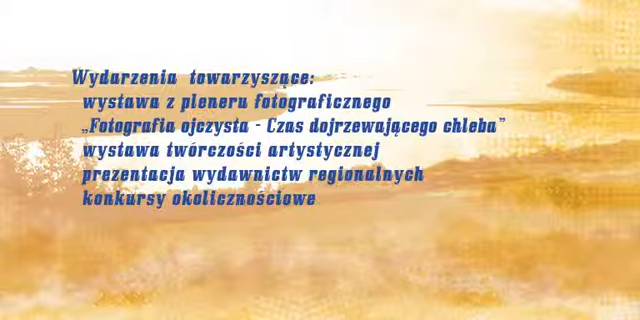 Wydarzenia towarzyszące:
wystawa z pleneru fotograficznego
„Fotografia ojczysta - Czas dojrzewającego chleba”
wystawa twórczości artystycznej
prezentacja wydawnictw regionalnych
konkursy okolicznościowe